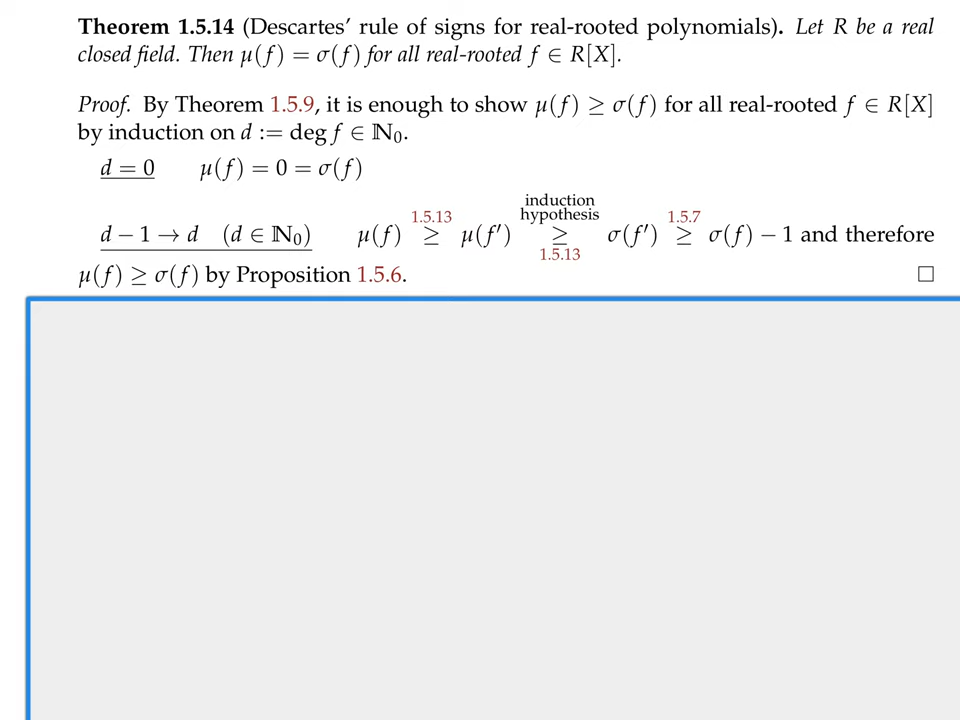 Theorem 1.5.14 (Descartes' rule of signs for real-rooted polynomials). Let R be a real
closed field. Then μ(f) = σ(f) for all real-rooted f ∈ R[X].
Proof. By Theorem 1.5.9, it is enough to show μ(f) ≥ σ(f) for all real-rooted f ∈ R[X]
by induction on d := deg f ∈ ℕ₀.
d = 0 μ(f) = 0 = σ(f)
induction
1.5.13 hypothesis 1.5.7
d − 1 → d (d ∈ ℕ₀) μ(f) ≥ μ(f′) ≥ σ(f′) ≥ σ(f) − 1 and therefore
1.5.13
μ(f) ≥ σ(f) by Proposition 1.5.6. □